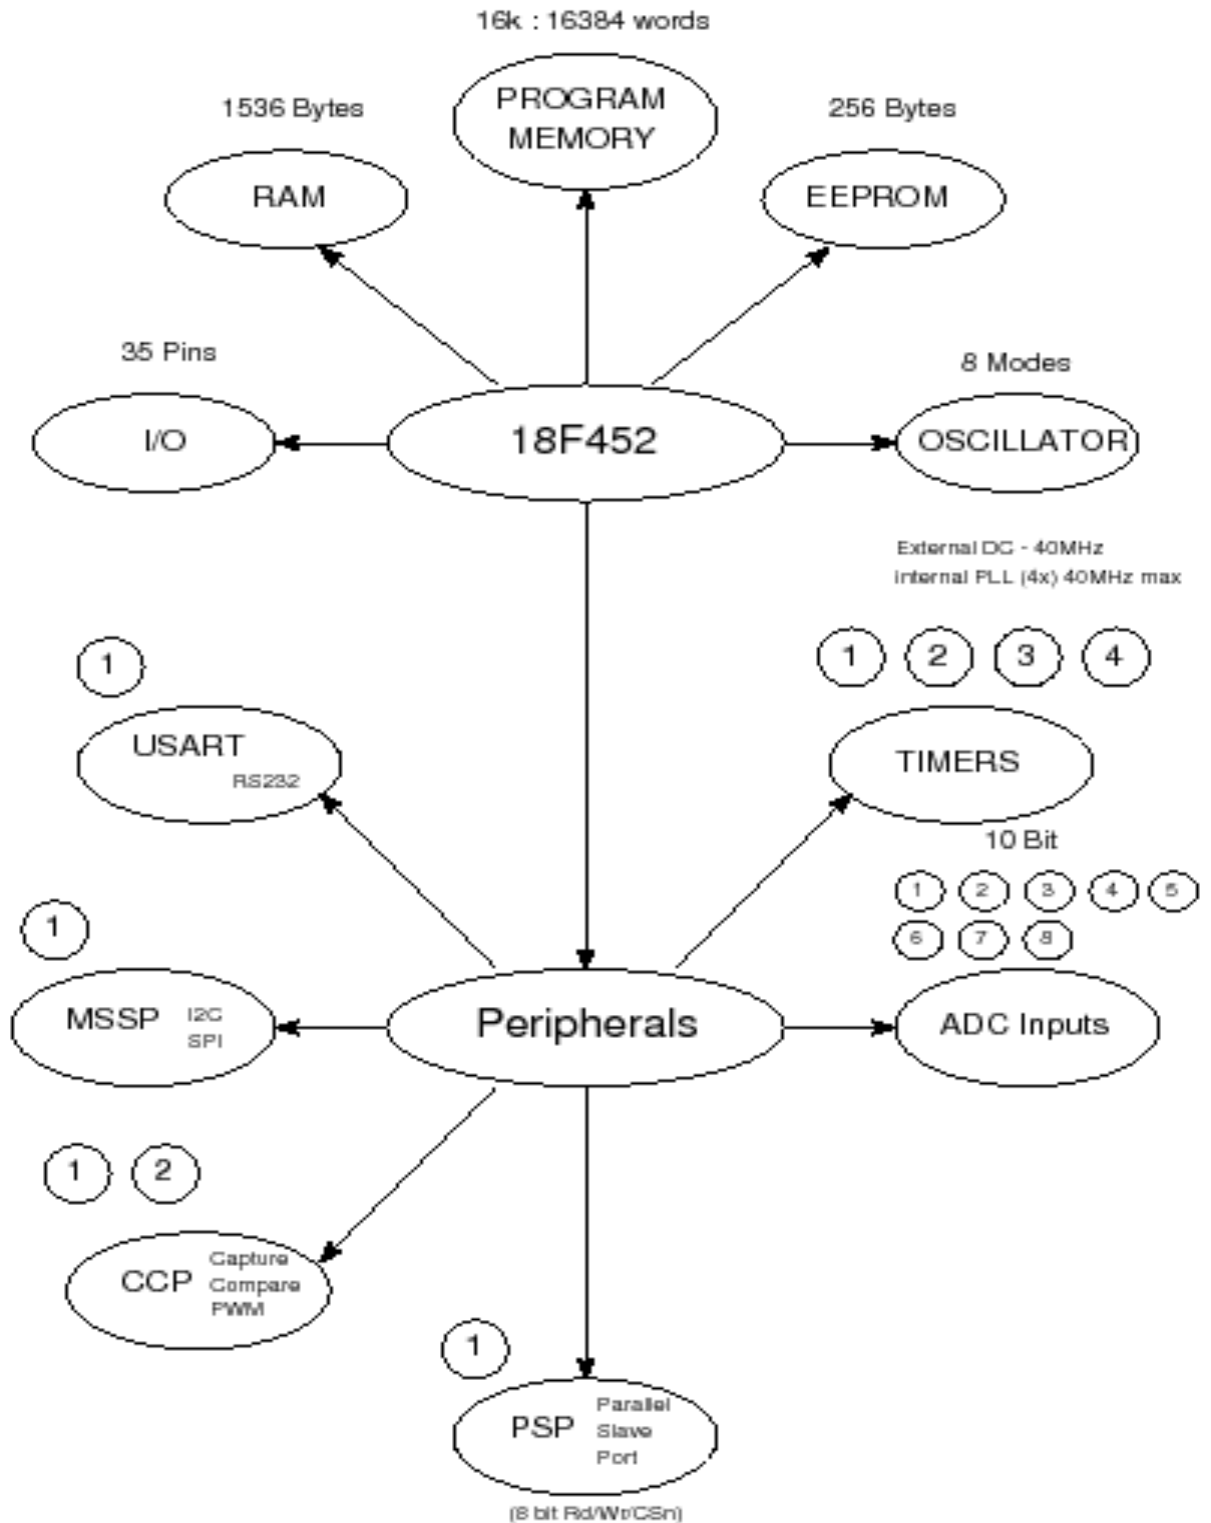 16k : 16384 words
PROGRAM
MEMORY
1536 Bytes
RAM
256 Bytes
EEPROM
35 Pins
I/O
18F452
8 Modes
OSCILLATOR
External DC - 40MHz
Internal PLL (4x) 40MHz max
1
USART
RS232
1 2 3 4
TIMERS
10 Bit
1 2 3 4 5
6 7 8
ADC Inputs
1
MSSP I2C
SPI
Peripherals
1 2
CCP Capture
Compare
PWM
1
PSP Parallel
Slave
Port
(8 bit Rd/Wr/CSn)